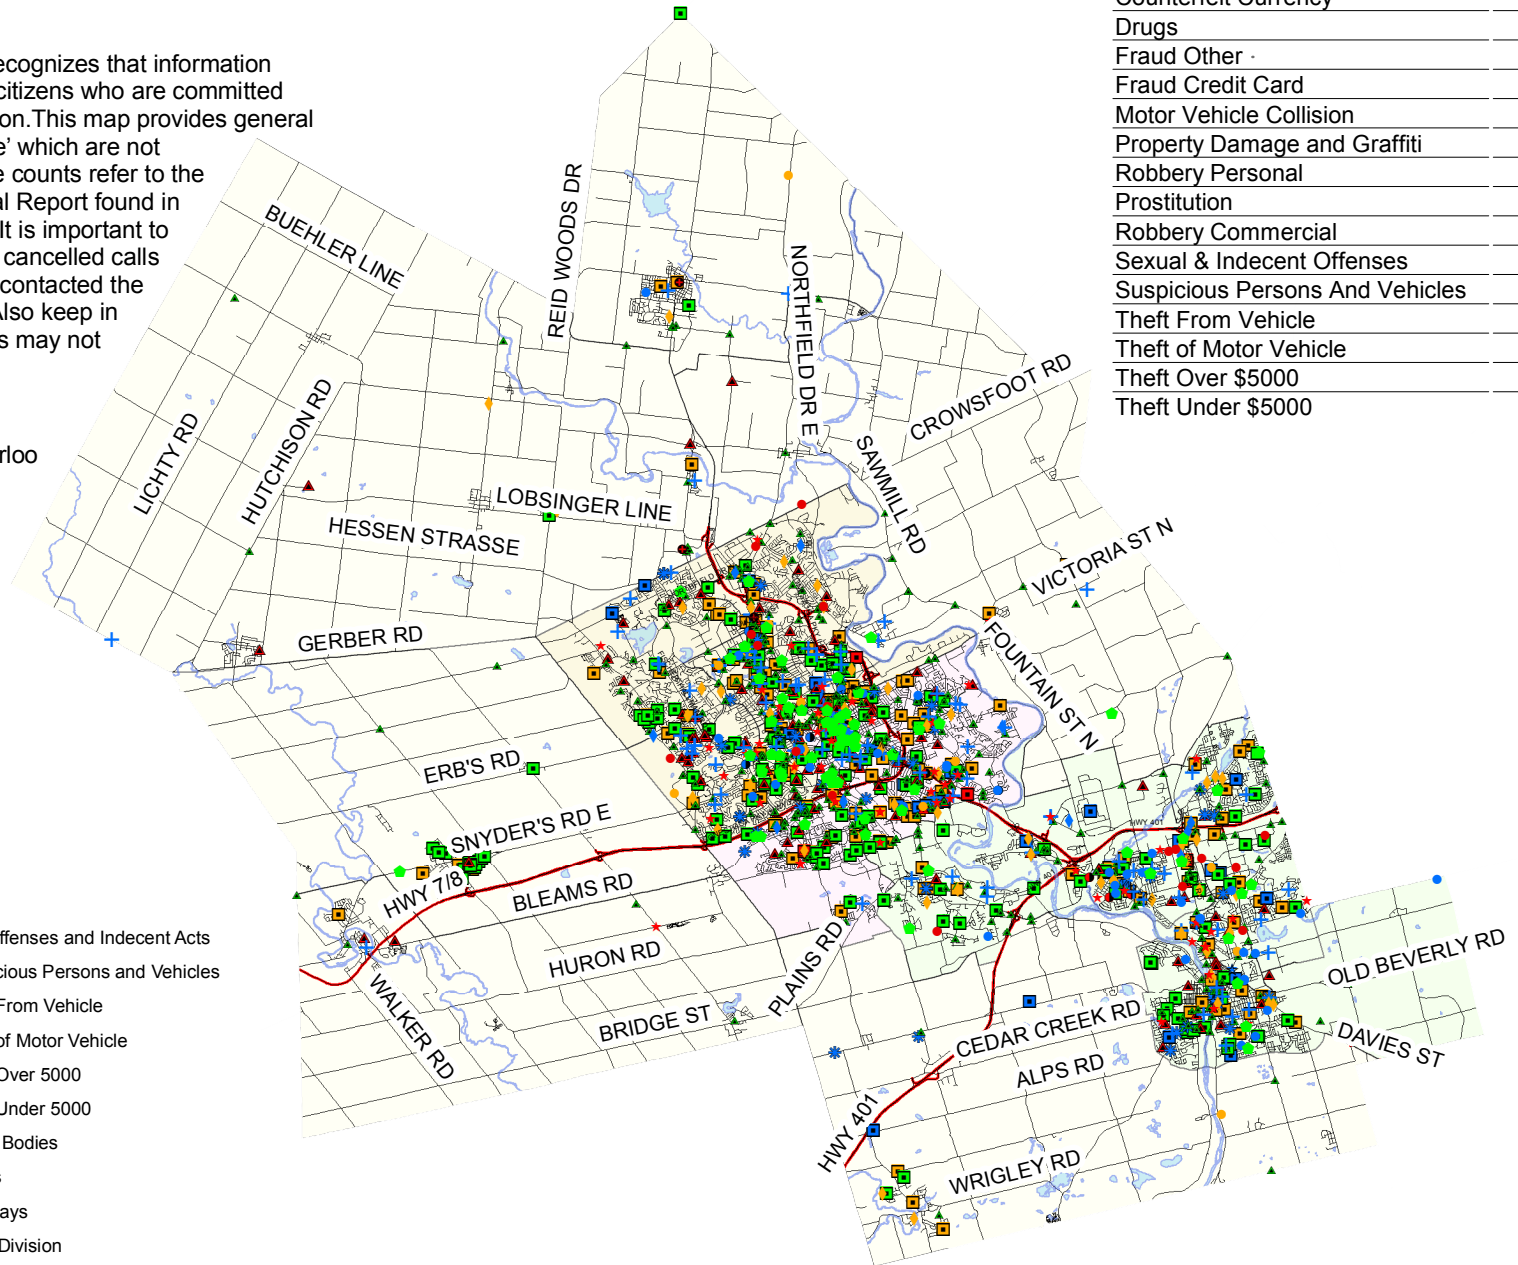 ecognizes that information
citizens who are committed
on.This map provides general
e' which are not
e counts refer to the
al Report found in
It is important to
cancelled calls
contacted the
Also keep in
s may not
rloo
Counterfeit Currency
Drugs
Fraud Other -
Fraud Credit Card
Motor Vehicle Collision
Property Damage and Graffiti
Robbery Personal
Prostitution
Robbery Commercial
Sexual & Indecent Offenses
Suspicious Persons And Vehicles
Theft From Vehicle
Theft of Motor Vehicle
Theft Over $5000
Theft Under $5000
BUEHLER LINE
REID WOODS DR
NORTHFIELD DR E
CROWSFOOT RD
LICHTY RD
HUTCHISON RD
SAWMILL RD
LOBSINGER LINE
HESSEN STRASSE
VICTORIA ST N
GERBER RD
FOUNTAIN ST N
ERB'S RD
SNYDER'S RD E
HWY 401
HWY 7/8
BLEAMS RD
HURON RD
PLAINS RD
OLD BEVERLY RD
WALKER RD
BRIDGE ST
CEDAR CREEK RD
DAVIES ST
ALPS RD
HWY 401
WRIGLEY RD
ffenses and Indecent Acts
cious Persons and Vehicles
From Vehicle
of Motor Vehicle
Over 5000
Under 5000
Bodies
s
ays
Division